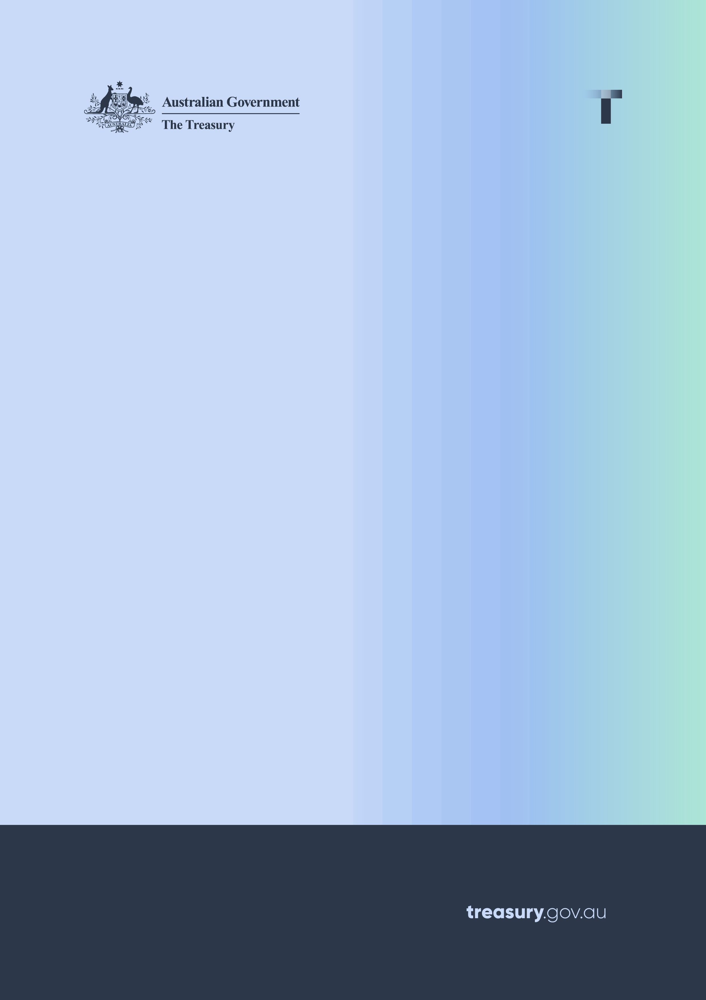 Australian Government
The Treasury
AUSTRALIA
T
treasury.gov.au